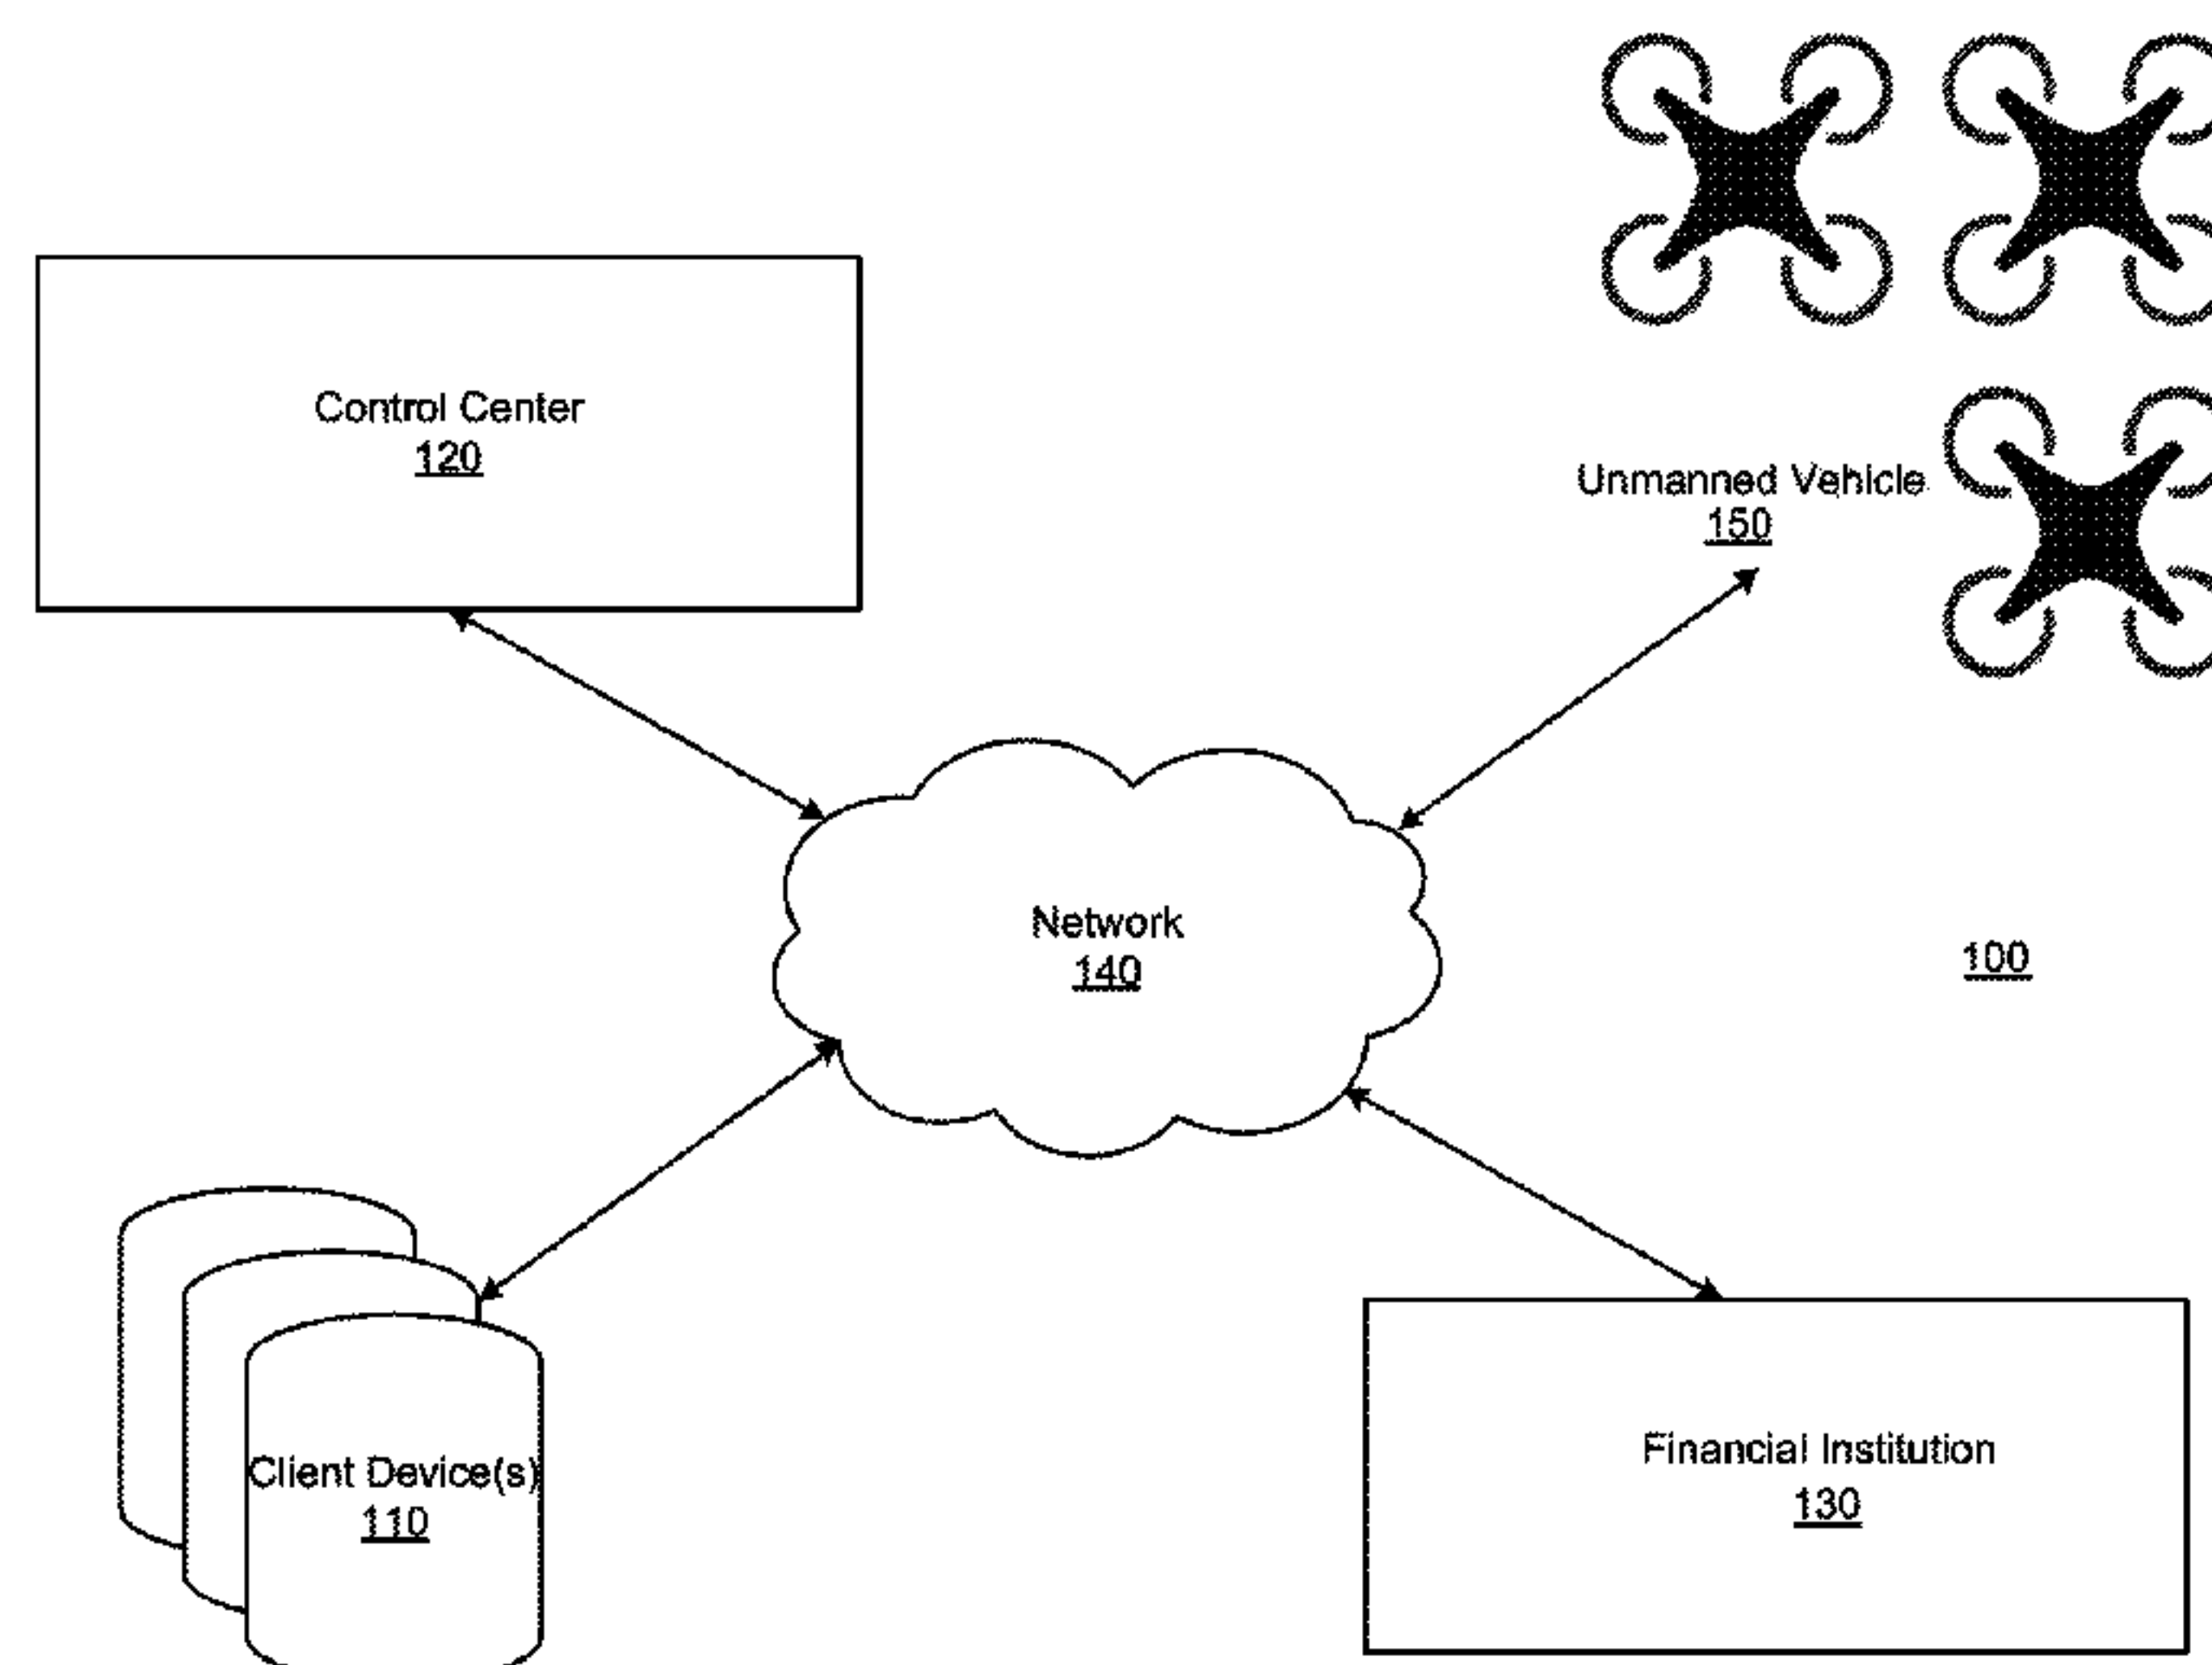 Control Center
120
Unmanned Vehicle
150
Network
140
100
Client Device(s)
110
Financial Institution
130